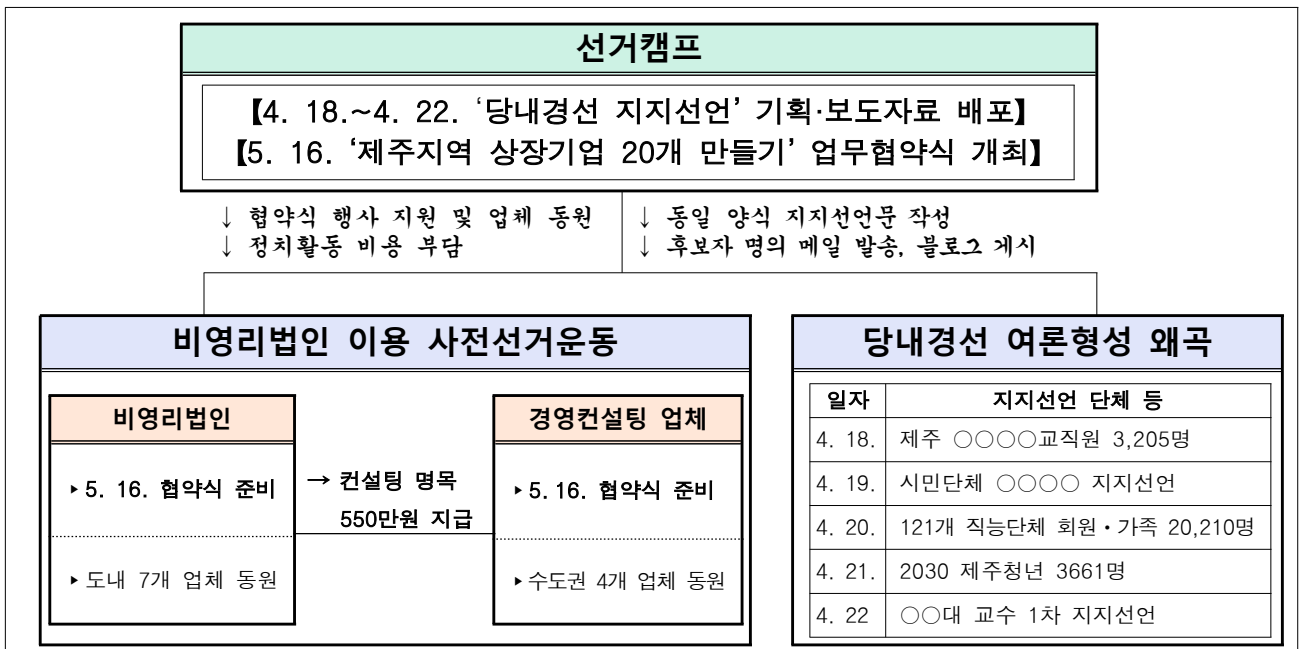 선거캠프
【4. 18.~4. 22. ‘당내경선 지지선언’ 기획·보도자료 배포】
【5. 16. ‘제주지역 상장기업 20개 만들기’ 업무협약식 개최】
↓ 협약식 행사 지원 및 업체 동원
↓ 정치활동 비용 부담
↓ 동일 양식 지지선언문 작성
↓ 후보자 명의 메일 발송, 블로그 게시
비영리법인 이용 사전선거운동
비영리법인
▸5. 16. 협약식 준비
▸도내 7개 업체 동원
→ 컨설팅 명목
550만원 지급
경영컨설팅 업체
▸5. 16. 협약식 준비
▸수도권 4개 업체 동원
당내경선 여론형성 왜곡
일자 지지선언 단체 등
4. 18. 제주 ○○○○교직원 3,205명
4. 19. 시민단체 ○○○○ 지지선언
4. 20. 121개 직능단체 회원·가족 20,210명
4. 21. 2030 제주청년 3661명
4. 22 ○○대 교수 1차 지지선언